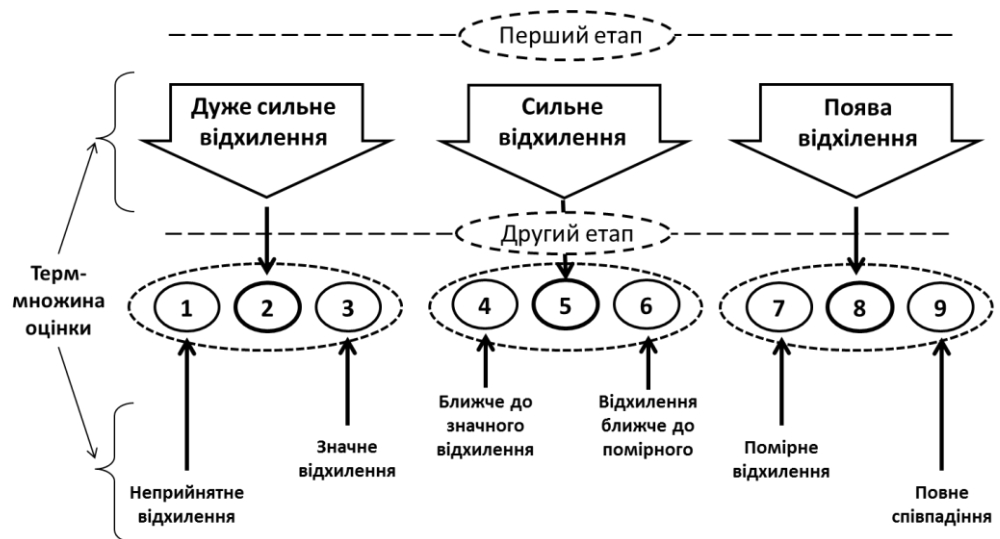 Перший етап
Дуже сильне
відхилення
Сильне
відхилення
Поява
відхілення
Другий етап
Терм-
множина
оцінки
1
2
3
4
5
6
7
8
9
Неприйнятне
відхилення
Значне
відхилення
Ближче до
значного
відхилення
Відхилення
ближче до
помірного
Помірне
відхилення
Повне
співпадіння